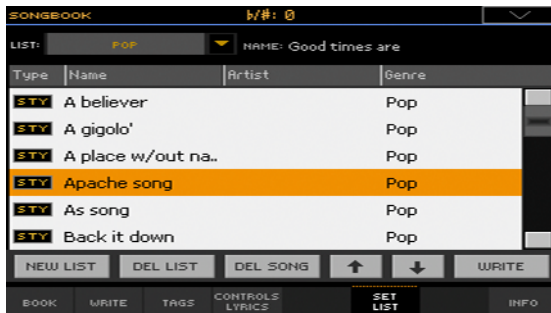 SONGBOOK b/#: 0
LIST: POP NAME: Good times are
Type Name Artist Genre
STY A believer Pop
STY A gigolo' Pop
STY A place w/out na.. Pop
STY Apache song Pop
STY As song Pop
STY Back it down Pop
NEW LIST DEL LIST DEL SONG WRITE
BOOK WRITE TAGS CONTROLS LYRICS SET LIST INFO